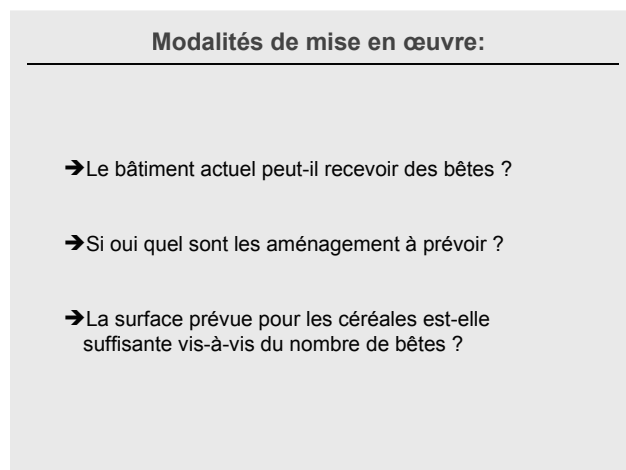 Modalités de mise en œuvre:
➔Le bâtiment actuel peut-il recevoir des bêtes ?
➔Si oui quel sont les aménagement à prévoir ?
➔La surface prévue pour les céréales est-elle
suffisante vis-à-vis du nombre de bêtes ?